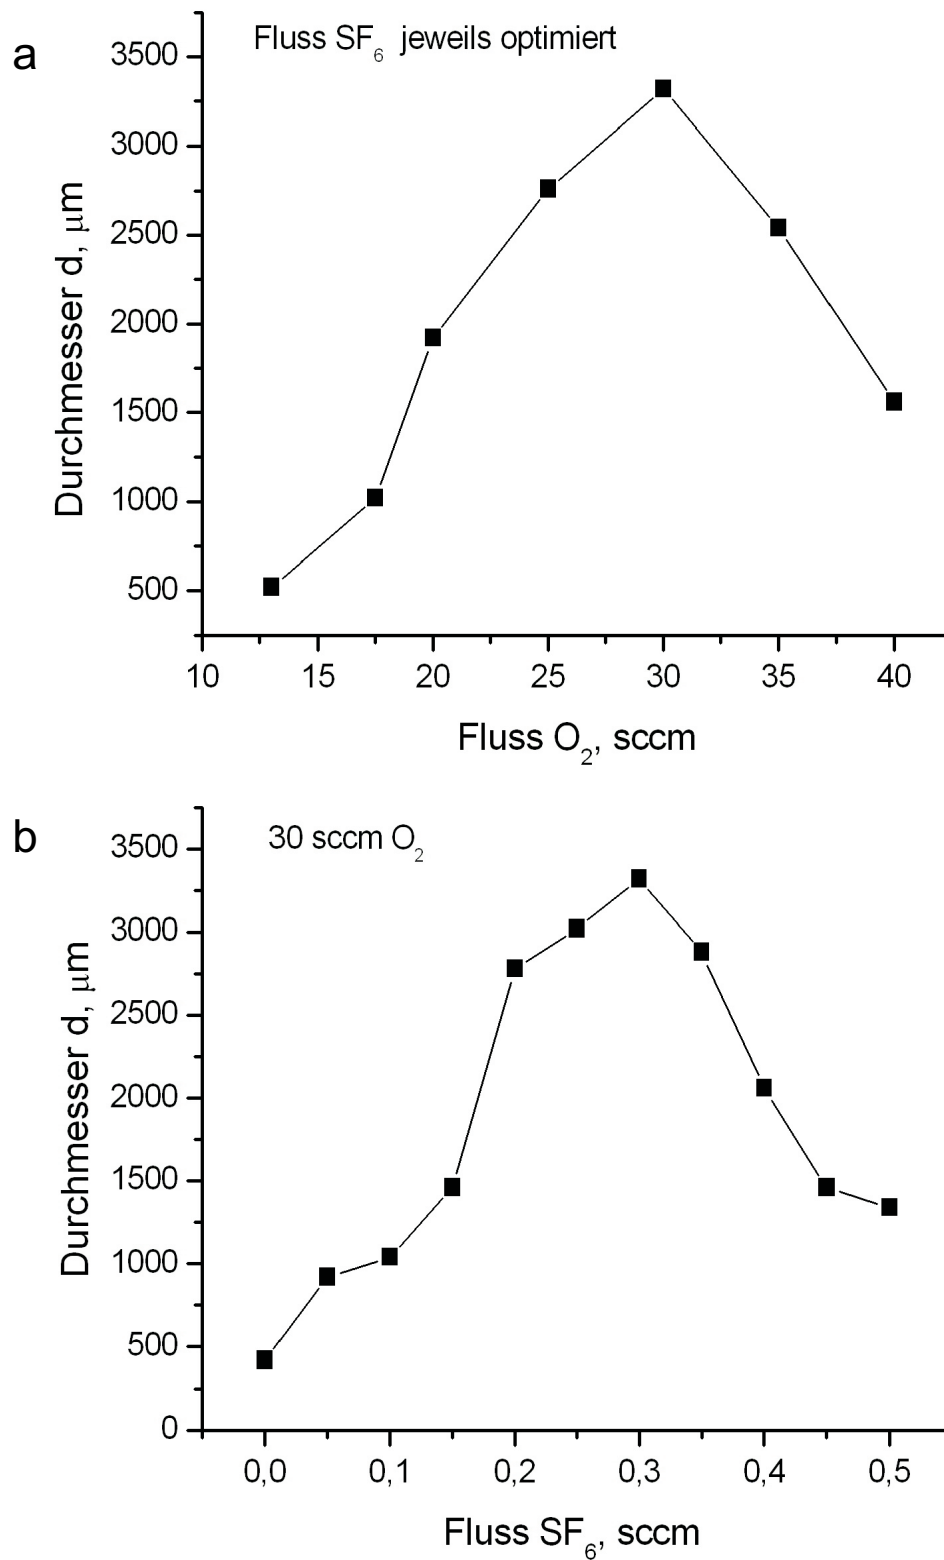 a
Fluss SF6 jeweils optimiert
3500
3000
2500
2000
1500
1000
500
Durchmesser d, μm
10 15 20 25 30 35 40
Fluss O2, sccm
b
30 sccm O2
3500
3000
2500
2000
1500
1000
500
0
Durchmesser d, μm
0,0 0,1 0,2 0,3 0,4 0,5
Fluss SF6, sccm